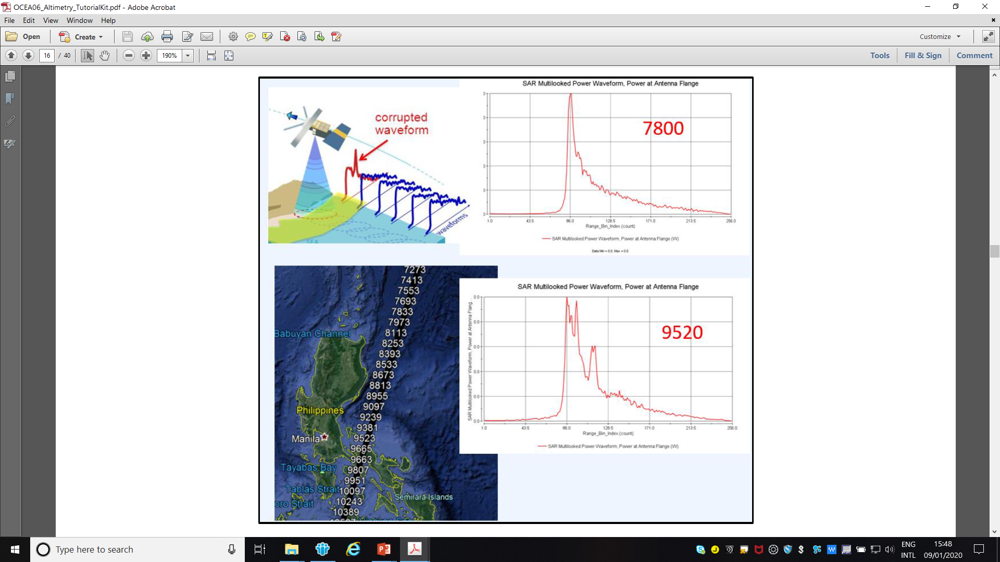 OCEA06_Altimetry_TutorialKit.pdf - Adobe Acrobat
File Edit View Window Help
Open Create Customize
16 / 40 190% Tools Fill & Sign Comment
corrupted
waveform
waveforms
SEA
SAR Multilooked Power Waveform, Power at Antenna Flange
7800
1.0 43.5 86.0 128.5 171.0 213.5 256.0
Range_Bin_Index (count)
SAR Multilooked Power Waveform, Power at Antenna Flange (W)
Data Min = 0.0, Max = 0.0
7273
7413
7553
7693
7833
7973
8113
8253
8393
8533
8673
8813
8955
9097
9239
9381
9523
9665
9663
9807
9951
10097
10243
10389
Babuyan Channel
Philippines
Manila
Tayabas Bay
Tablas Strait
oro Strait
Semirara Islands
SAR Multilooked Power Waveform, Power at Antenna Flange
SAR Multilooked Power Waveform, Power at Antenna Flang...
0.0
0.0
0.0
0.0
0.0
0.0
9520
1.0 43.5 86.0 128.5 171.0 213.5 256.0
Range_Bin_Index (count)
SAR Multilooked Power Waveform, Power at Antenna Flange (W)
Type here to search
ENG
INTL
15:48
09/01/2020